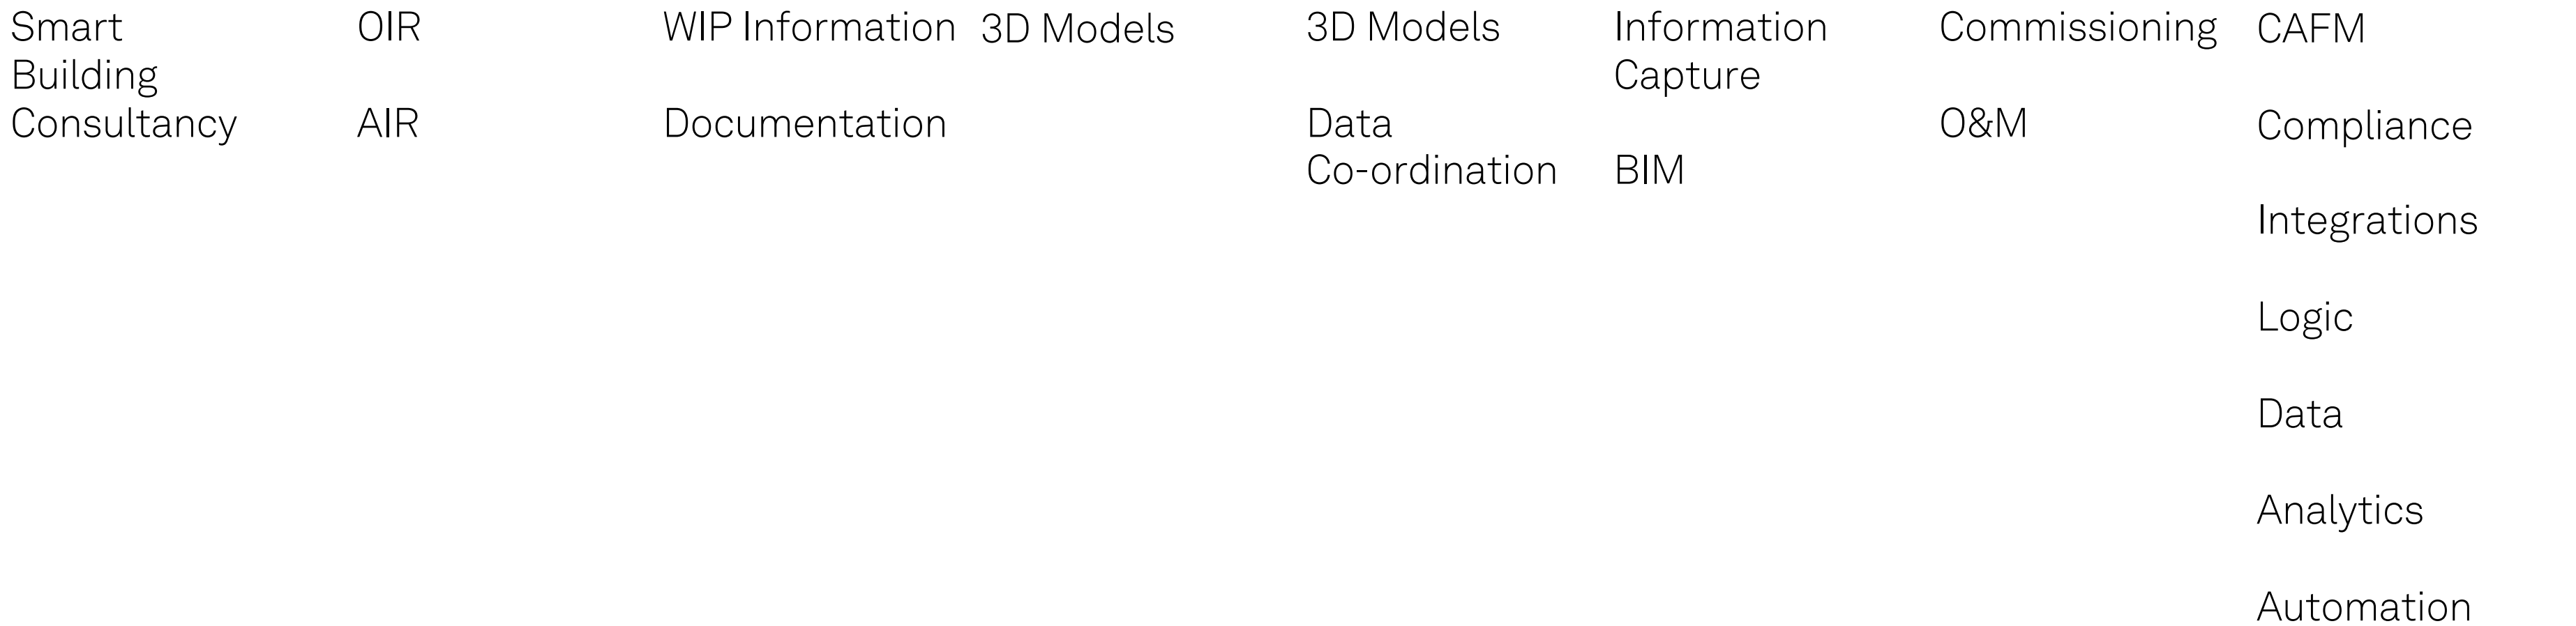 Smart
Building
Consultancy
OIR
AIR
WIP Information
Documentation
3D Models
3D Models
Data
Co-ordination
Information
Capture
BIM
Commissioning
O&M
CAFM
Compliance
Integrations
Logic
Data
Analytics
Automation